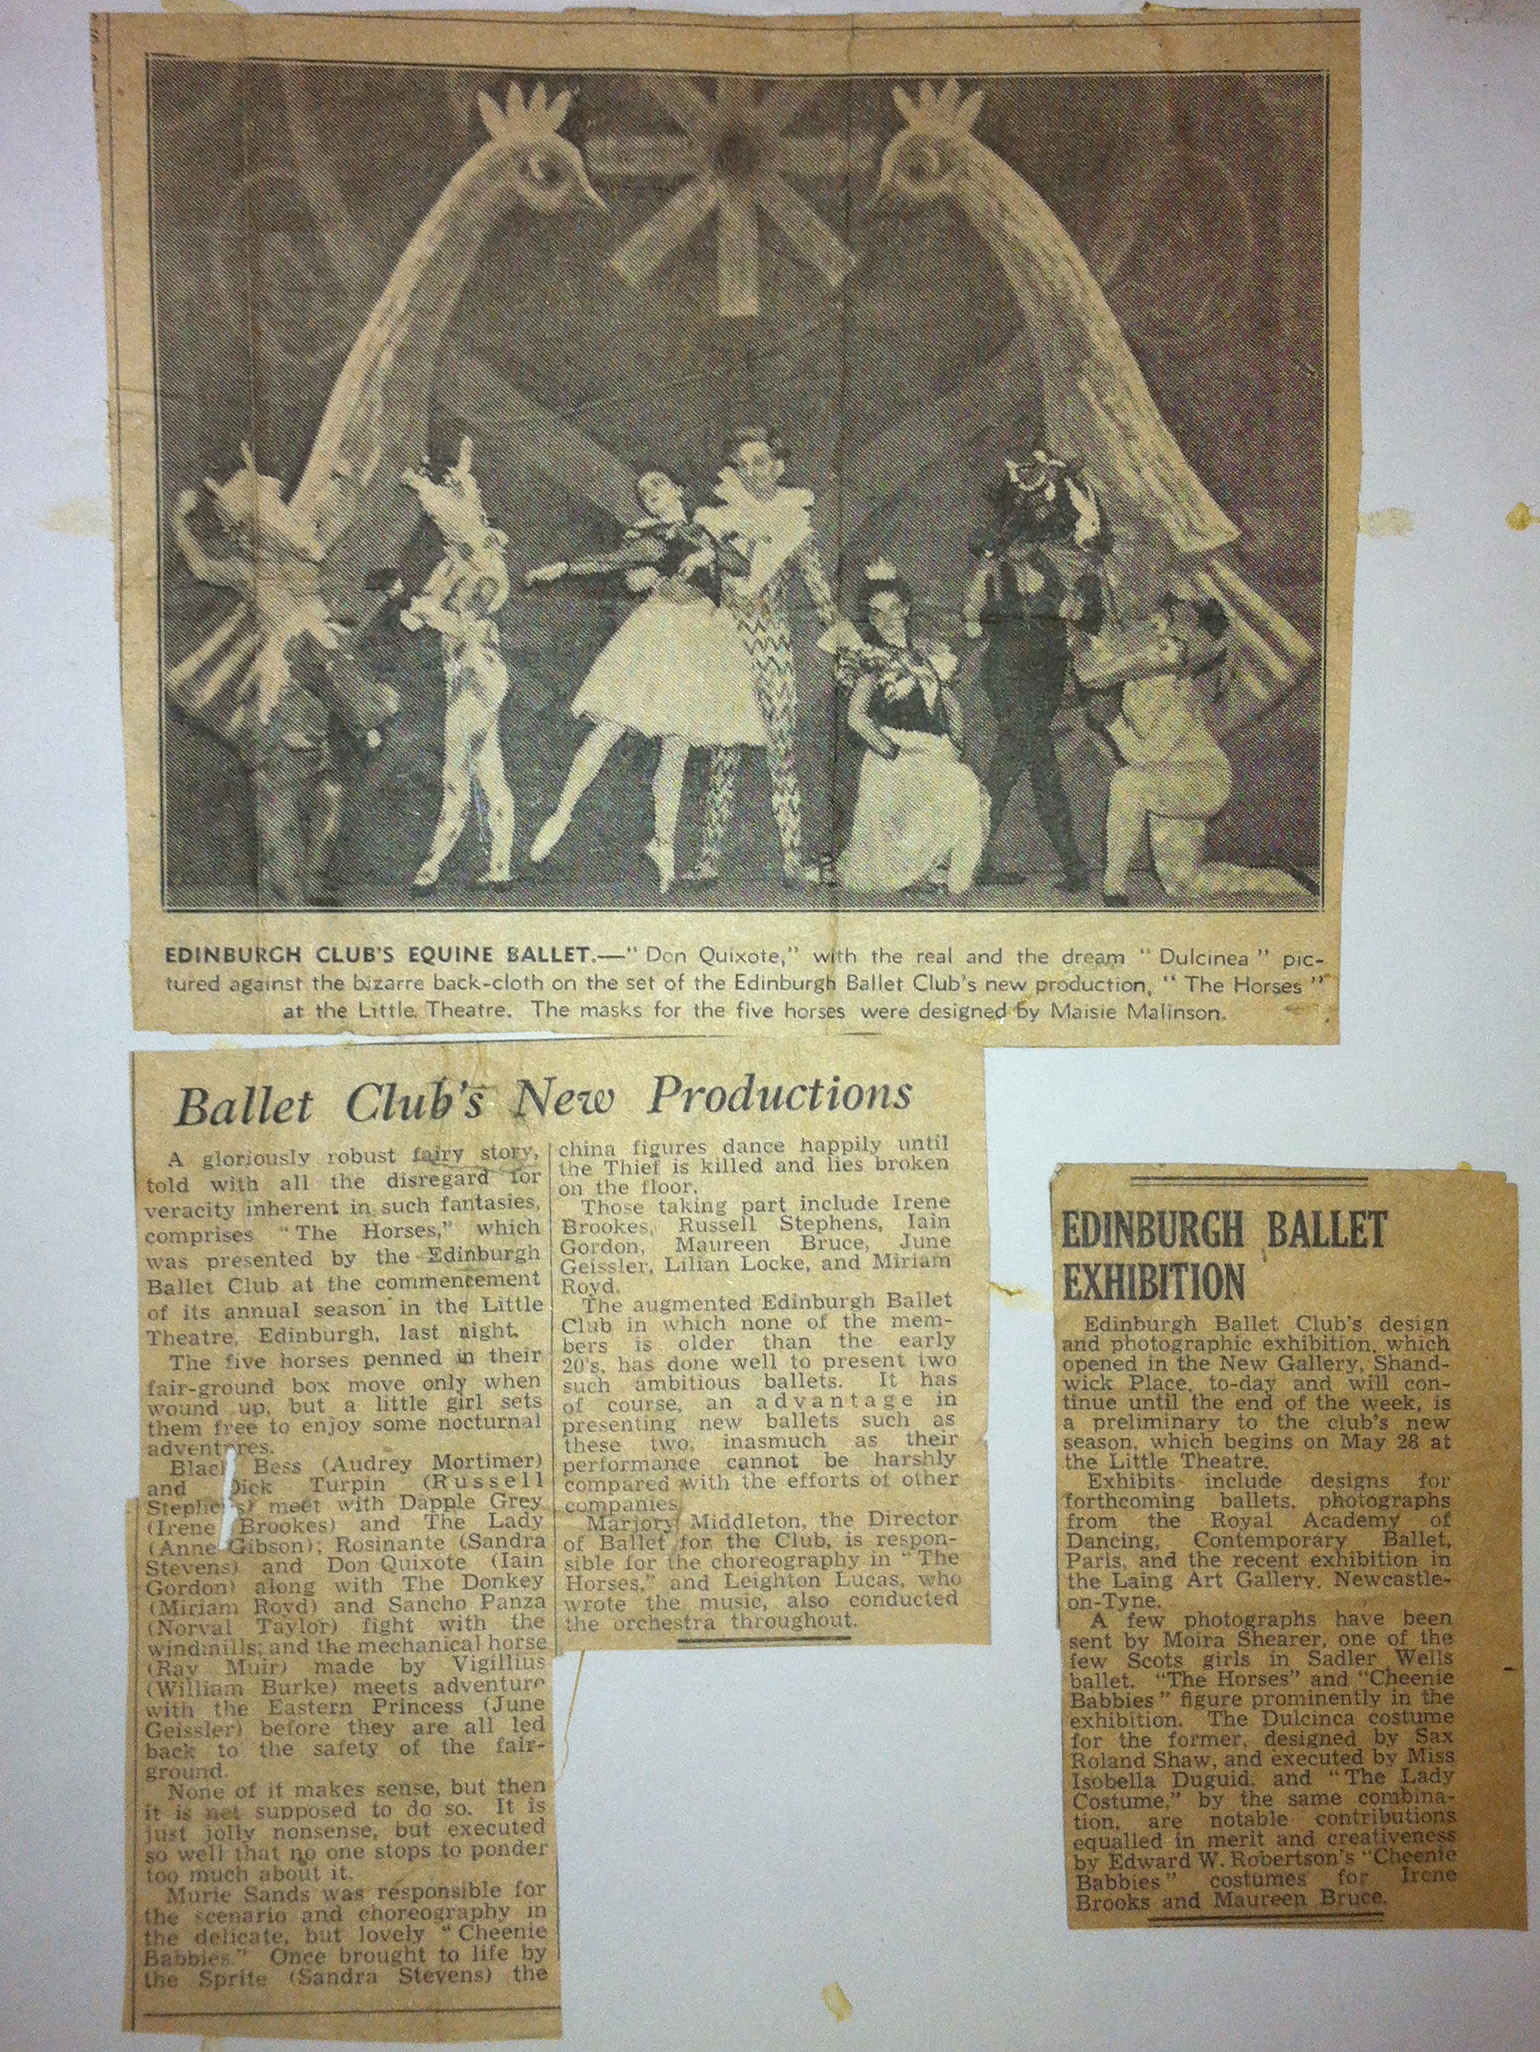 EDINBURGH CLUB'S EQUINE BALLET.—" Don Quixote," with the real and the dream " Dulcinea " pic-
tured against the bizarre back-cloth on the set of the Edinburgh Ballet Club's new production, " The Horses "
at the Little Theatre. The masks for the five horses were designed by Maisie Malinson.
Ballet Club's New Productions
A gloriously robust fairy story,
told with all the disregard for
veracity inherent in such fantasies,
comprises "The Horses," which
was presented by the Edinburgh
Ballet Club at the commencement
of its annual season in the Little
Theatre, Edinburgh, last night.
The five horses penned in their
fair-ground box move only when
wound up, but a little girl sets
them free to enjoy some nocturnal
adventures.
Black Bess (Audrey Mortimer)
and Dick Turpin (Russell
Stephens) meet with Dapple Grey
(Irene Brookes) and The Lady
(Anne Gibson); Rosinante (Sandra
Stevens) and Don Quixote (Iain
Gordon) along with The Donkey
(Miriam Royd) and Sancho Panza
(Norval Taylor) fight with the
windmills; and the mechanical horse
(Ray Muir) made by Vigillius
(William Burke) meets adventure
with the Eastern Princess (June
Geissler) before they are all led
back to the safety of the fair-
ground.
None of it makes sense, but then
it is not supposed to do so. It is
just jolly nonsense, but executed
so well that no one stops to ponder
too much about it.
Murie Sands was responsible for
the scenario and choreography in
the delicate, but lovely "Cheenie
Babbies." Once brought to life by
the Sprite (Sandra Stevens) the
china figures dance happily until
the Thief is killed and lies broken
on the floor.
Those taking part include Irene
Brookes, Russell Stephens, Iain
Gordon, Maureen Bruce, June
Geissler, Lilian Locke, and Miriam
Royd.
The augmented Edinburgh Ballet
Club in which none of the mem-
bers is older than the early
20's, has done well to present two
such ambitious ballets. It has
of course, an advantage in
presenting new ballets such as
these two, inasmuch as their
performance cannot be harshly
compared with the efforts of other
companies.
Marjory Middleton, the Director
of Ballet for the Club, is respon-
sible for the choreography in "The
Horses," and Leighton Lucas, who
wrote the music, also conducted
the orchestra throughout.
EDINBURGH BALLET
EXHIBITION
Edinburgh Ballet Club's design
and photographic exhibition, which
opened in the New Gallery, Shand-
wick Place, to-day and will con-
tinue until the end of the week, is
a preliminary to the club's new
season, which begins on May 28 at
the Little Theatre.
Exhibits include designs for
forthcoming ballets, photographs
from the Royal Academy of
Dancing, Contemporary Ballet,
Paris, and the recent exhibition in
the Laing Art Gallery, Newcastle-
on-Tyne.
A few photographs have been
sent by Moira Shearer, one of the
few Scots girls in Sadler Wells
ballet. "The Horses" and "Cheenie
Babbies" figure prominently in the
exhibition. The Dulcinca costume
for the former, designed by Sax
Roland Shaw, and executed by Miss
Isobella Duguid, and "The Lady
Costume," by the same combina-
tion, are notable contributions
equalled in merit and creativeness
by Edward W. Robertson's "Cheenie
Babbies" costumes for Irene
Brooks and Maureen Bruce.